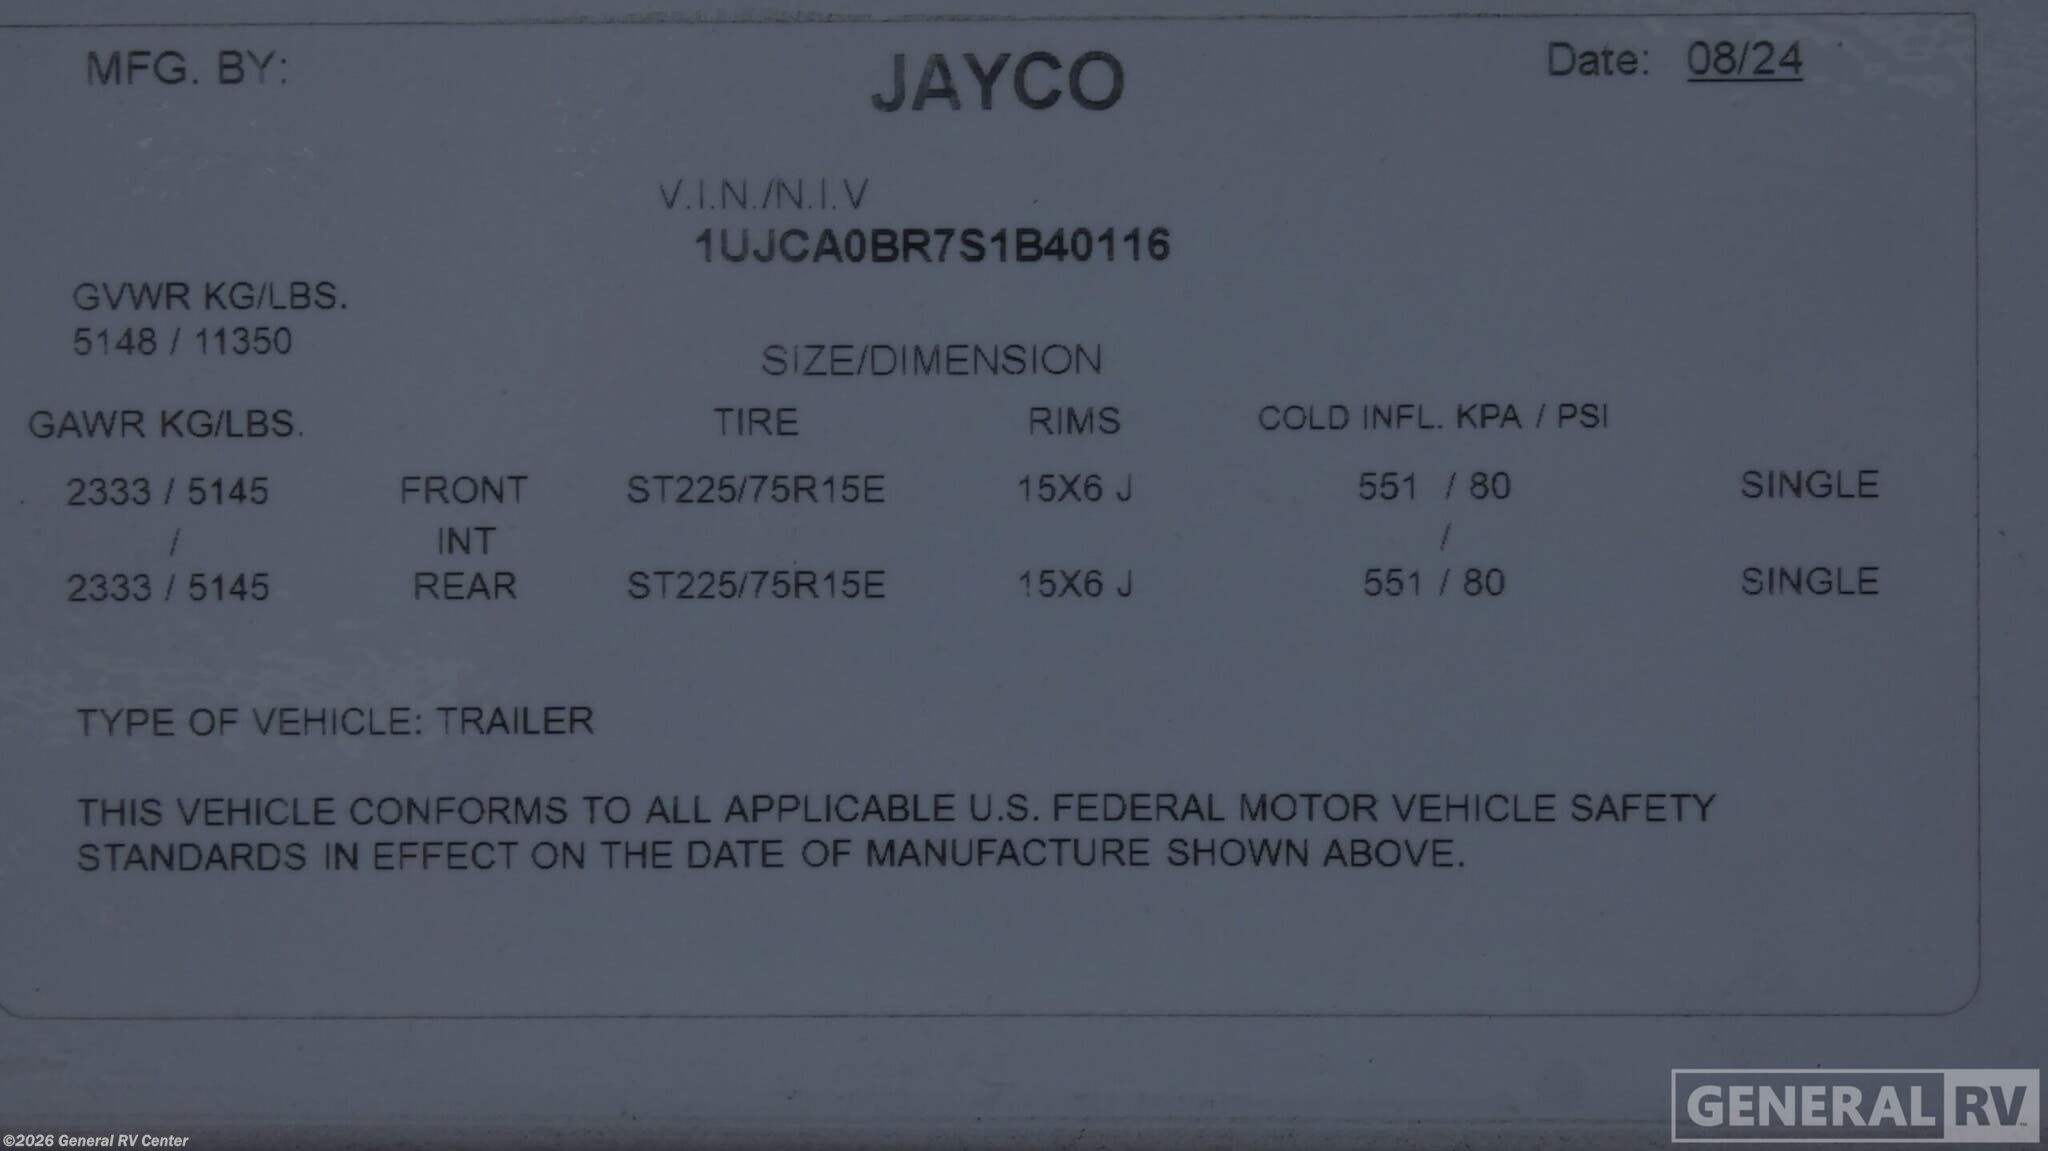 MFG. BY: JAYCO Date: 08/24
V.I.N./N.I.V
1UJCA0BR7S1B40116
GVWR KG/LBS.
5148 / 11350
SIZE/DIMENSION
GAWR KG/LBS. TIRE RIMS COLD INFL. KPA / PSI
2333 / 5145 FRONT ST225/75R15E 15X6 J 551 / 80 SINGLE
/ INT /
2333 / 5145 REAR ST225/75R15E 15X6 J 551 / 80 SINGLE
TYPE OF VEHICLE: TRAILER
THIS VEHICLE CONFORMS TO ALL APPLICABLE U.S. FEDERAL MOTOR VEHICLE SAFETY
STANDARDS IN EFFECT ON THE DATE OF MANUFACTURE SHOWN ABOVE.
GENERAL RV
©2026 General RV Center